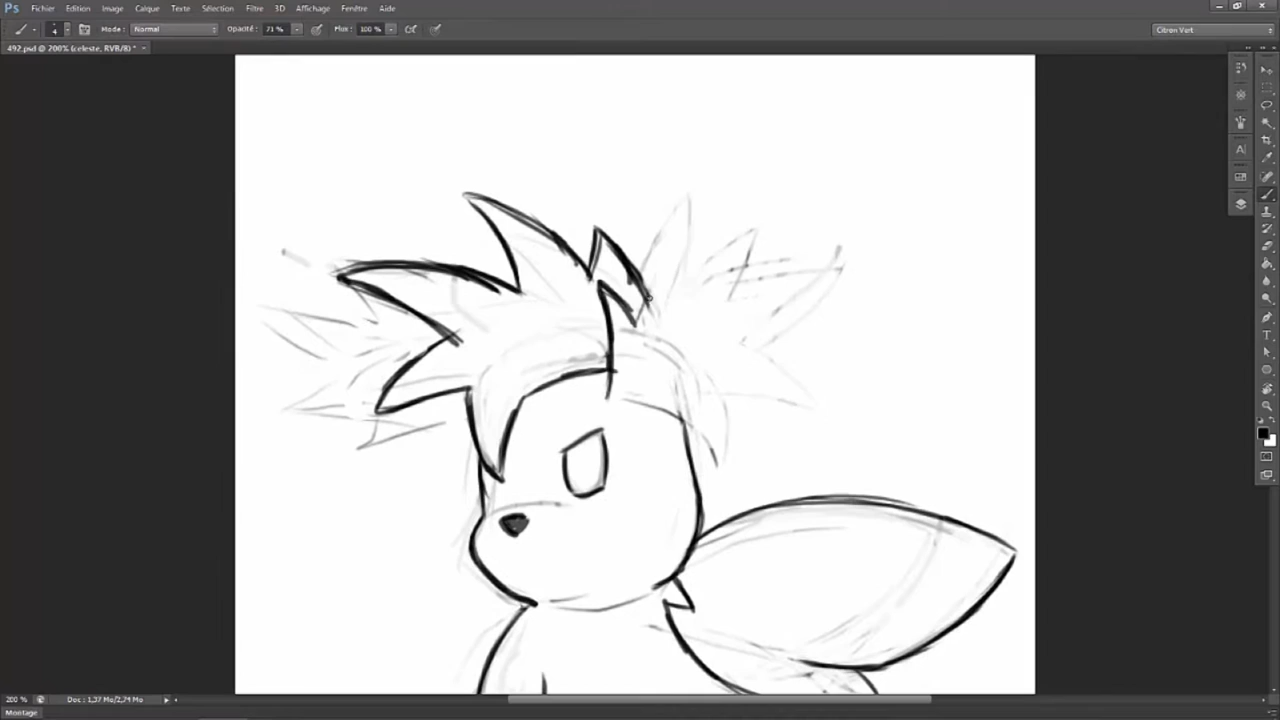 Ps Fichier Edition Image Calque Texte Sélection Filtre 3D Affichage Fenêtre Aide
4 Mode : Normal Opacité : 71 % Flux : 100 % Citron Vert
492.psd @ 200% (celeste, RVB/8) *
200 % Doc : 1,37 Mo/2,74 Mo
Montage